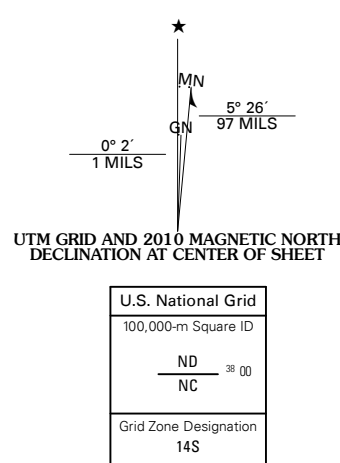 ★
MN
5° 26´
97 MILS
GN
0° 2´
1 MILS
UTM GRID AND 2010 MAGNETIC NORTH
DECLINATION AT CENTER OF SHEET
U.S. National Grid
100,000-m Square ID
ND
38 00
NC
Grid Zone Designation
14S